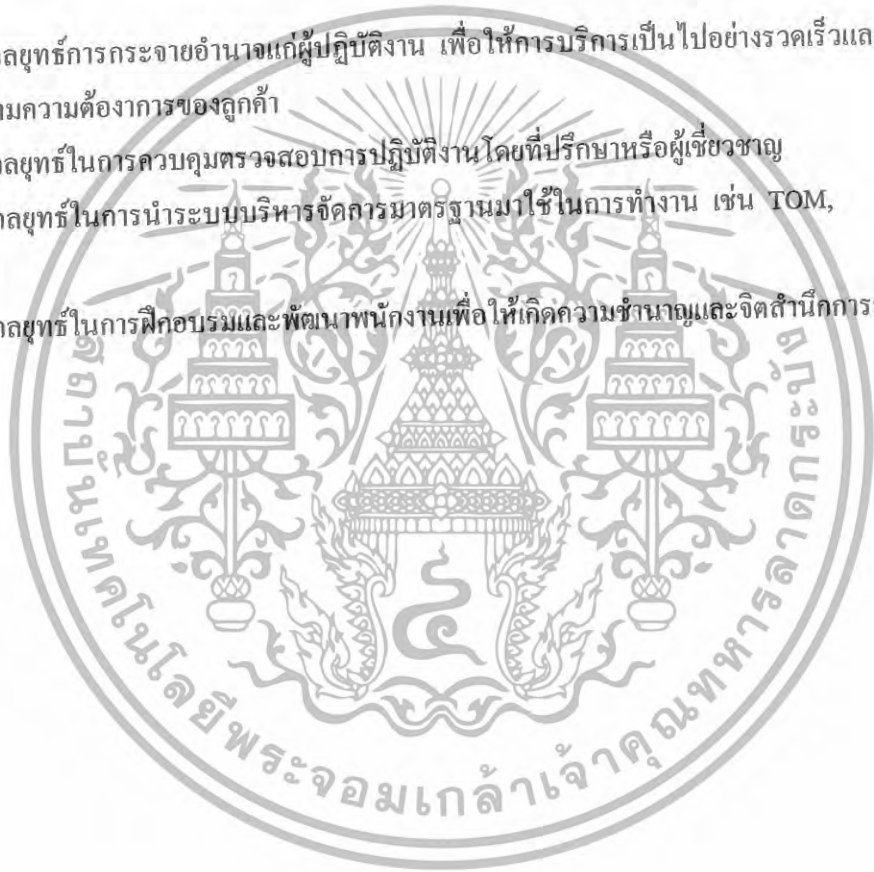 ลยุทธ์การกระจายอำนาจแก่ผู้ปฏิบัติงาน เพื่อให้การบริการเป็นไปอย่างรวดเร็วแล
ามความต้องาการของลูกค้า
ลยุทธ์ในการควบคุมตรวจสอบการปฏิบัติงานโดยที่ปรึกษาหรือผู้เชี่ยวชาญ
กลยุทธ์ในการนำระบบบริหารจัดการมาตรฐานมาใช้ในการทำงาน เช่น TOM,
กลยุทธ์ในการฝึกอบรมและพัฒนาพนักงานเพื่อให้เกิดความชำนาญและจิตสำนึกการ
สถาบันเทคโนโลยีพระจอมเกล้าเจ้าคุณทหารลาดกระบัง
๔